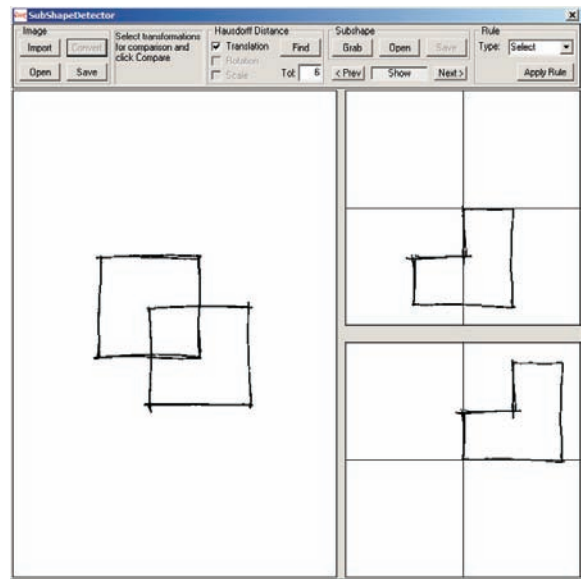 SubShapeDetector
Image
Import
Convert
Open
Save
Select transformations
for comparison and
click Compare
Hausdorff Distance
Translation
Find
Rotation
Scale
Tol:
6
Subshape
Grab
Open
Save
< Prev
Show
Next >
Rule
Type:
Select
Apply Rule